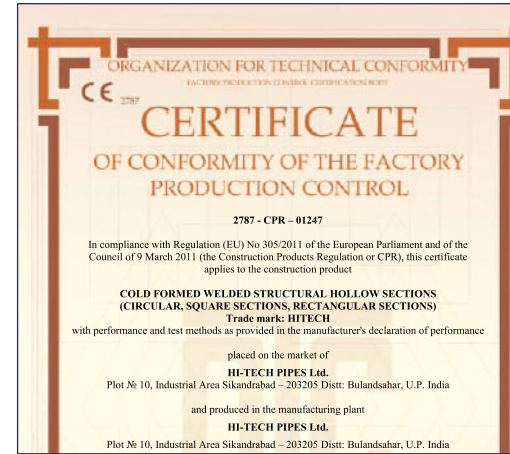 ORGANIZATION FOR TECHNICAL CONFORMITY
FACTORY PRODUCTION CONTROL CERTIFICATION BODY
CE 2787
CERTIFICATE
OF CONFORMITY OF THE FACTORY
PRODUCTION CONTROL
2787 - CPR – 01247
In compliance with Regulation (EU) No 305/2011 of the European Parliament and of the
Council of 9 March 2011 (the Construction Products Regulation or CPR), this certificate
applies to the construction product
COLD FORMED WELDED STRUCTURAL HOLLOW SECTIONS
(CIRCULAR, SQUARE SECTIONS, RECTANGULAR SECTIONS)
Trade mark: HITECH
with performance and test methods as provided in the manufacturer's declaration of performance
placed on the market of
HI-TECH PIPES Ltd.
Plot № 10, Industrial Area Sikandrabad – 203205 Distt: Bulandsahar, U.P. India
and produced in the manufacturing plant
HI-TECH PIPES Ltd.
Plot № 10, Industrial Area Sikandrabad – 203205 Distt: Bulandsahar, U.P. India